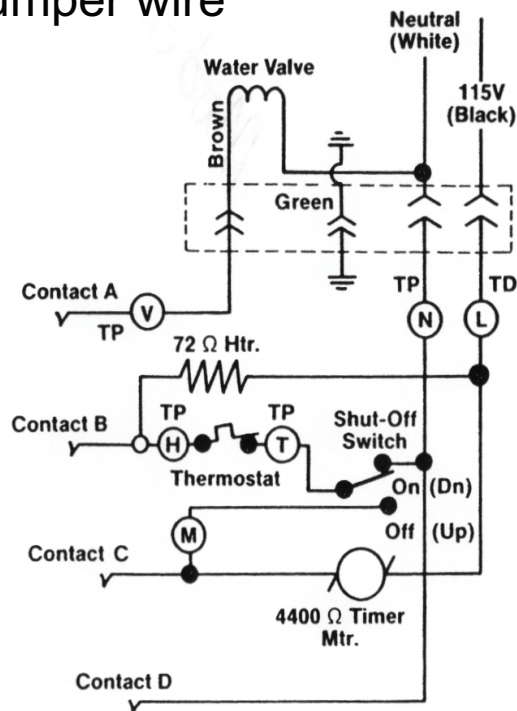 umper wire
Neutral
(White)
Water Valve
115V
(Black)
Brown
Green
Contact A
TP
V
TP
TD
N
L
72 Ω Htr.
Contact B
TP
TP
H
T
Thermostat
Shut-Off
Switch
On (Dn)
Off (Up)
M
Contact C
4400 Ω Timer
Mtr.
Contact D